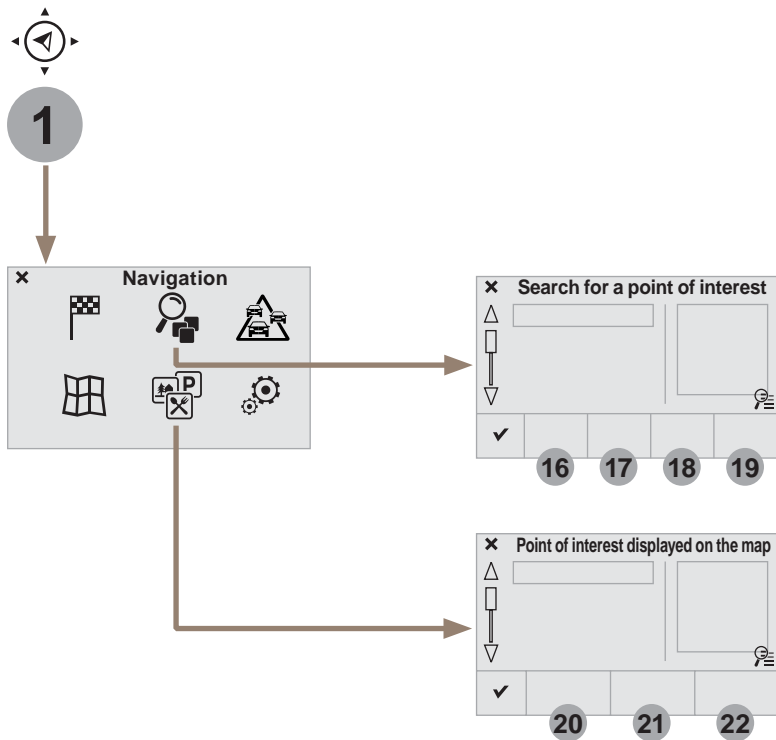 1
Navigation
P
Search for a point of interest
16 17 18 19
Point of interest displayed on the map
20 21 22